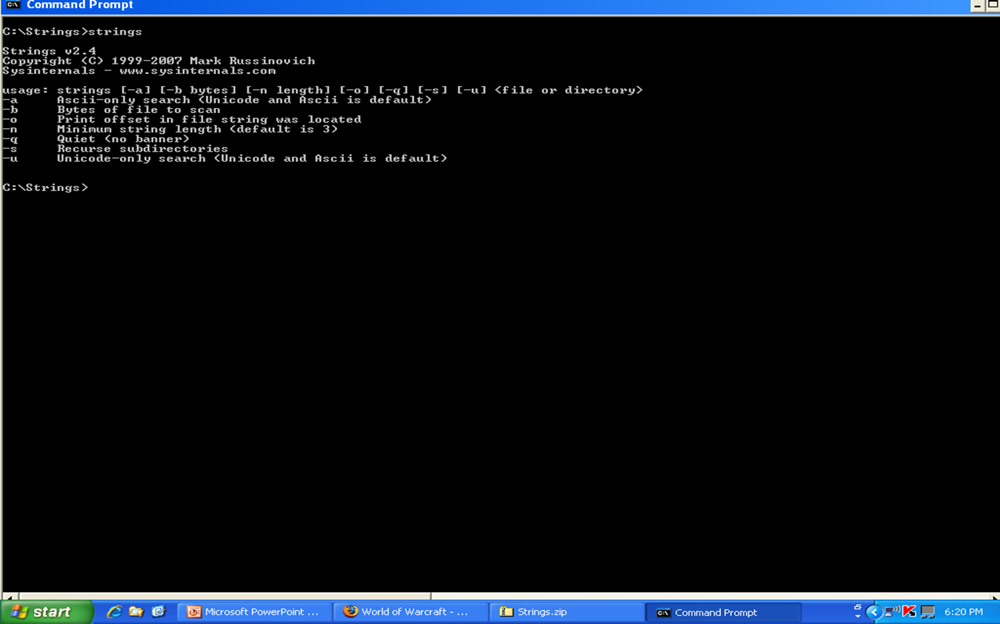 Command Prompt
C:\Strings>strings
Strings v2.4
Copyright (C) 1999-2007 Mark Russinovich
Sysinternals - www.sysinternals.com
usage: strings [-a] [-b bytes] [-n length] [-o] [-q] [-s] [-u] <file or directory>
-a     Ascii-only search (Unicode and Ascii is default)
-b     Bytes of file to scan
-o     Print offset in file string was located
-n     Minimum string length (default is 3)
-q     Quiet (no banner)
-s     Recurse subdirectories
-u     Unicode-only search (Unicode and Ascii is default)
C:\Strings>
start Microsoft PowerPoint ... World of Warcraft - ... Strings.zip Command Prompt 5 6:20 PM